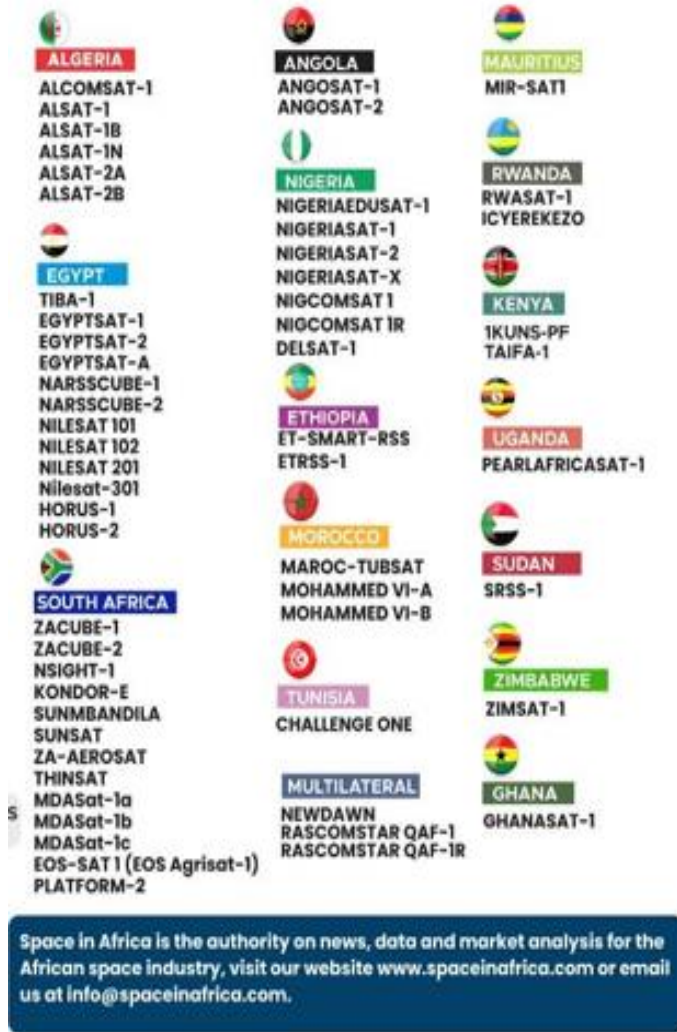 ALGERIA
ALCOMSAT-1
ALSAT-1
ALSAT-1B
ALSAT-1N
ALSAT-2A
ALSAT-2B
EGYPT
TIBA-1
EGYPTSAT-1
EGYPTSAT-2
EGYPTSAT-A
NARSSCUBE-1
NARSSCUBE-2
NILESAT 101
NILESAT 102
NILESAT 201
Nilesat-301
HORUS-1
HORUS-2
SOUTH AFRICA
ZACUBE-1
ZACUBE-2
NSIGHT-1
KONDOR-E
SUNMBANDILA
SUNSAT
ZA-AEROSAT
THINSAT
MDASat-1a
MDASat-1b
MDASat-1c
EOS-SAT 1 (EOS Agrisat-1)
PLATFORM-2
S
ANGOLA
ANGOSAT-1
ANGOSAT-2
NIGERIA
NIGERIAEDUSAT-1
NIGERIASAT-1
NIGERIASAT-2
NIGERIASAT-X
NIGCOMSAT 1
NIGCOMSAT 1R
DELSAT-1
ETHIOPIA
ET-SMART-RSS
ETRSS-1
MOROCCO
MAROC-TUBSAT
MOHAMMED VI-A
MOHAMMED VI-B
TUNISIA
CHALLENGE ONE
MULTILATERAL
NEWDAWN
RASCOMSTAR QAF-1
RASCOMSTAR QAF-1R
MAURITIUS
MIR-SAT1
RWANDA
RWASAT-1
ICYEREKEZO
KENYA
1KUNS-PF
TAIFA-1
UGANDA
PEARLAFRICASAT-1
SUDAN
SRSS-1
ZIMBABWE
ZIMSAT-1
GHANA
GHANASAT-1
Space in Africa is the authority on news, data and market analysis for the
African space industry, visit our website www.spaceinafrica.com or email
us at info@spaceinafrica.com.